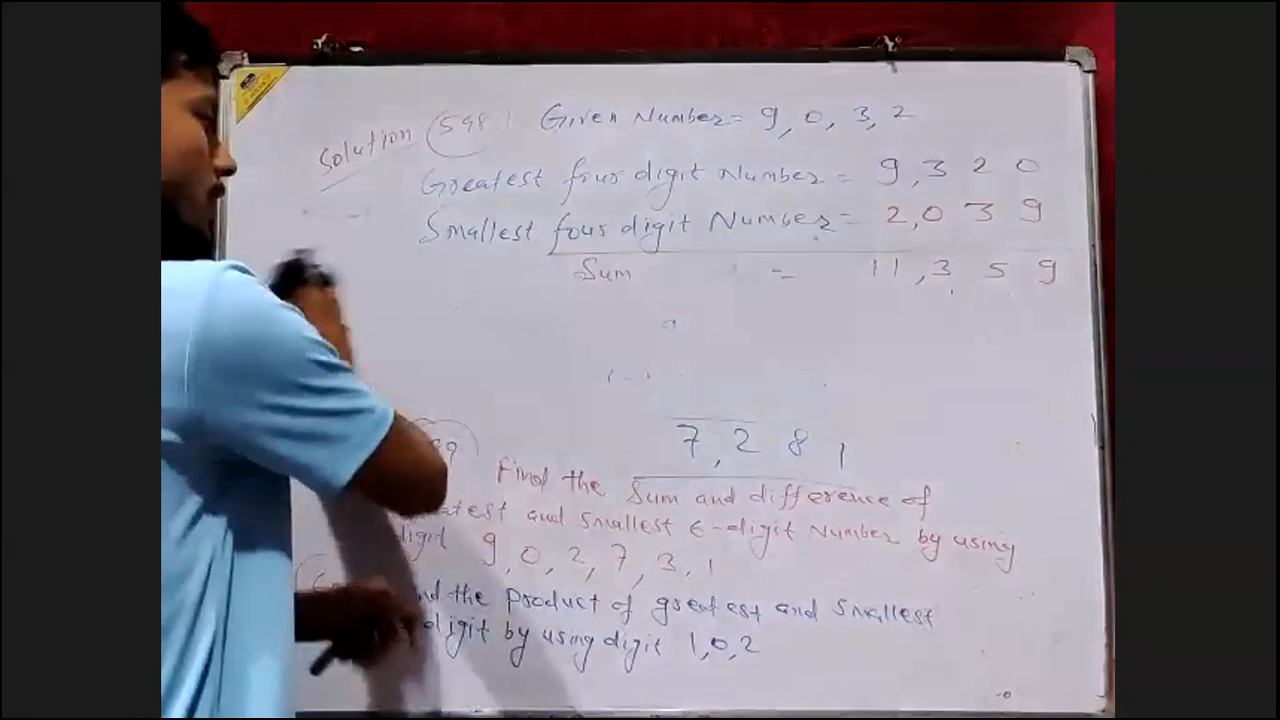 Solution (598) Given Number = 9, 0, 3, 2
Greatest four digit Number = 9,3 2 0
Smallest four digit Number = 2,0 3 9
Sum = 11,3 5 9
7,2 8 1
Find the Sum and difference of
and smallest 6-digit Number by using
digit 9, 0, 2, 7, 3, 1
the product of greatest and smallest
digit by using digit 1,0,2